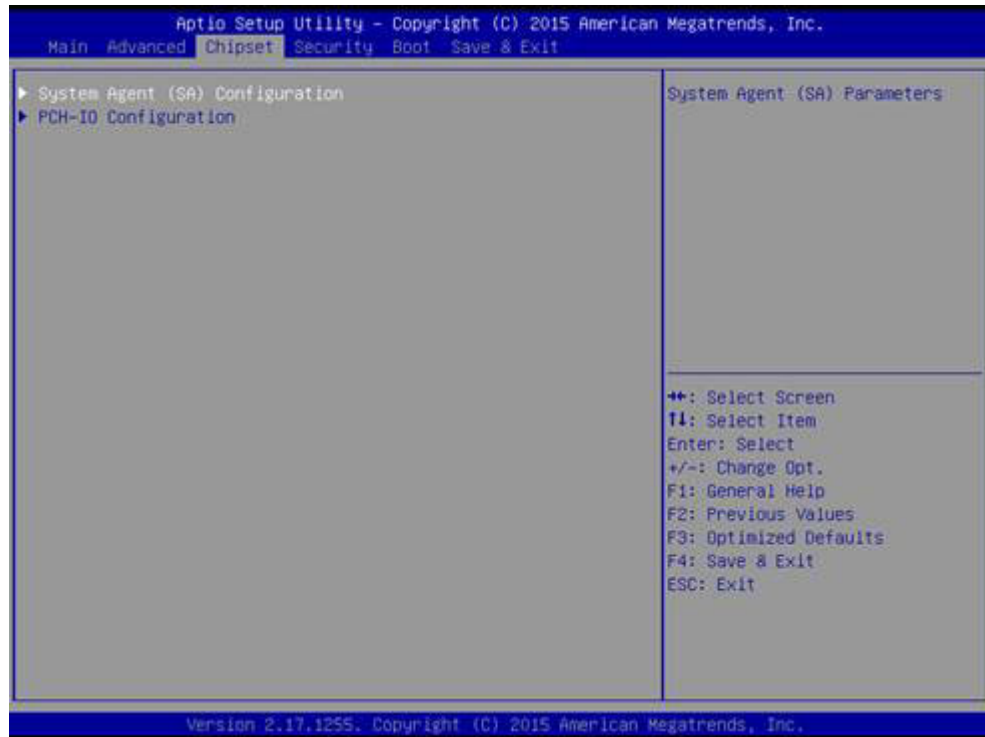 Aptio Setup Utility – Copyright (C) 2015 American Megatrends, Inc.
Main Advanced Chipset Security Boot Save & Exit
System Agent (SA) Configuration
PCH-IO Configuration
System Agent (SA) Parameters
→←: Select Screen
↑↓: Select Item
Enter: Select
+/-: Change Opt.
F1: General Help
F2: Previous Values
F3: Optimized Defaults
F4: Save & Exit
ESC: Exit
Version 2.17.1255. Copyright (C) 2015 American Megatrends, Inc.